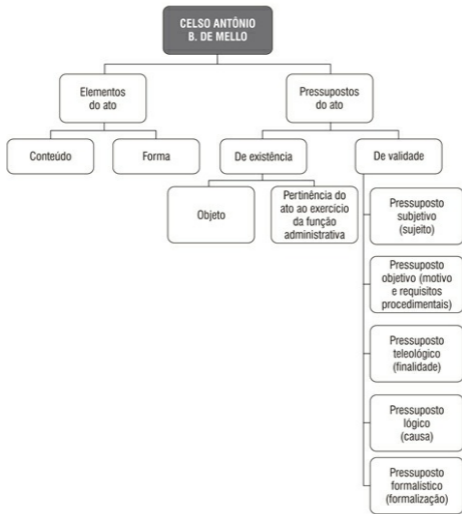 CELSO ANTÔNIO
B. DE MELLO
Elementos
do ato
Pressupostos
do ato
Conteúdo
Forma
De existência
De validade
Objeto
Pertinência do
ato ao exercício
da função
administrativa
Pressuposto
subjetivo
(sujeito)
Pressuposto
objetivo (motivo
e requisitos
procedimentais)
Pressuposto
teleológico
(finalidade)
Pressuposto
lógico
(causa)
Pressuposto
formalístico
(formalização)